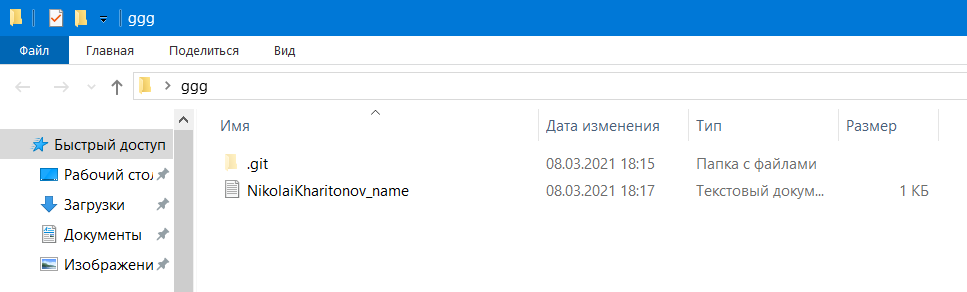 ggg
Файл Главная Поделиться Вид
ggg
Имя Дата изменения Тип Размер
Быстрый доступ
.git 08.03.2021 18:15 Папка с файлами
Рабочий стол
NikolaiKharitonov_name 08.03.2021 18:17 Текстовый докум... 1 КБ
Загрузки
Документы
Изображени